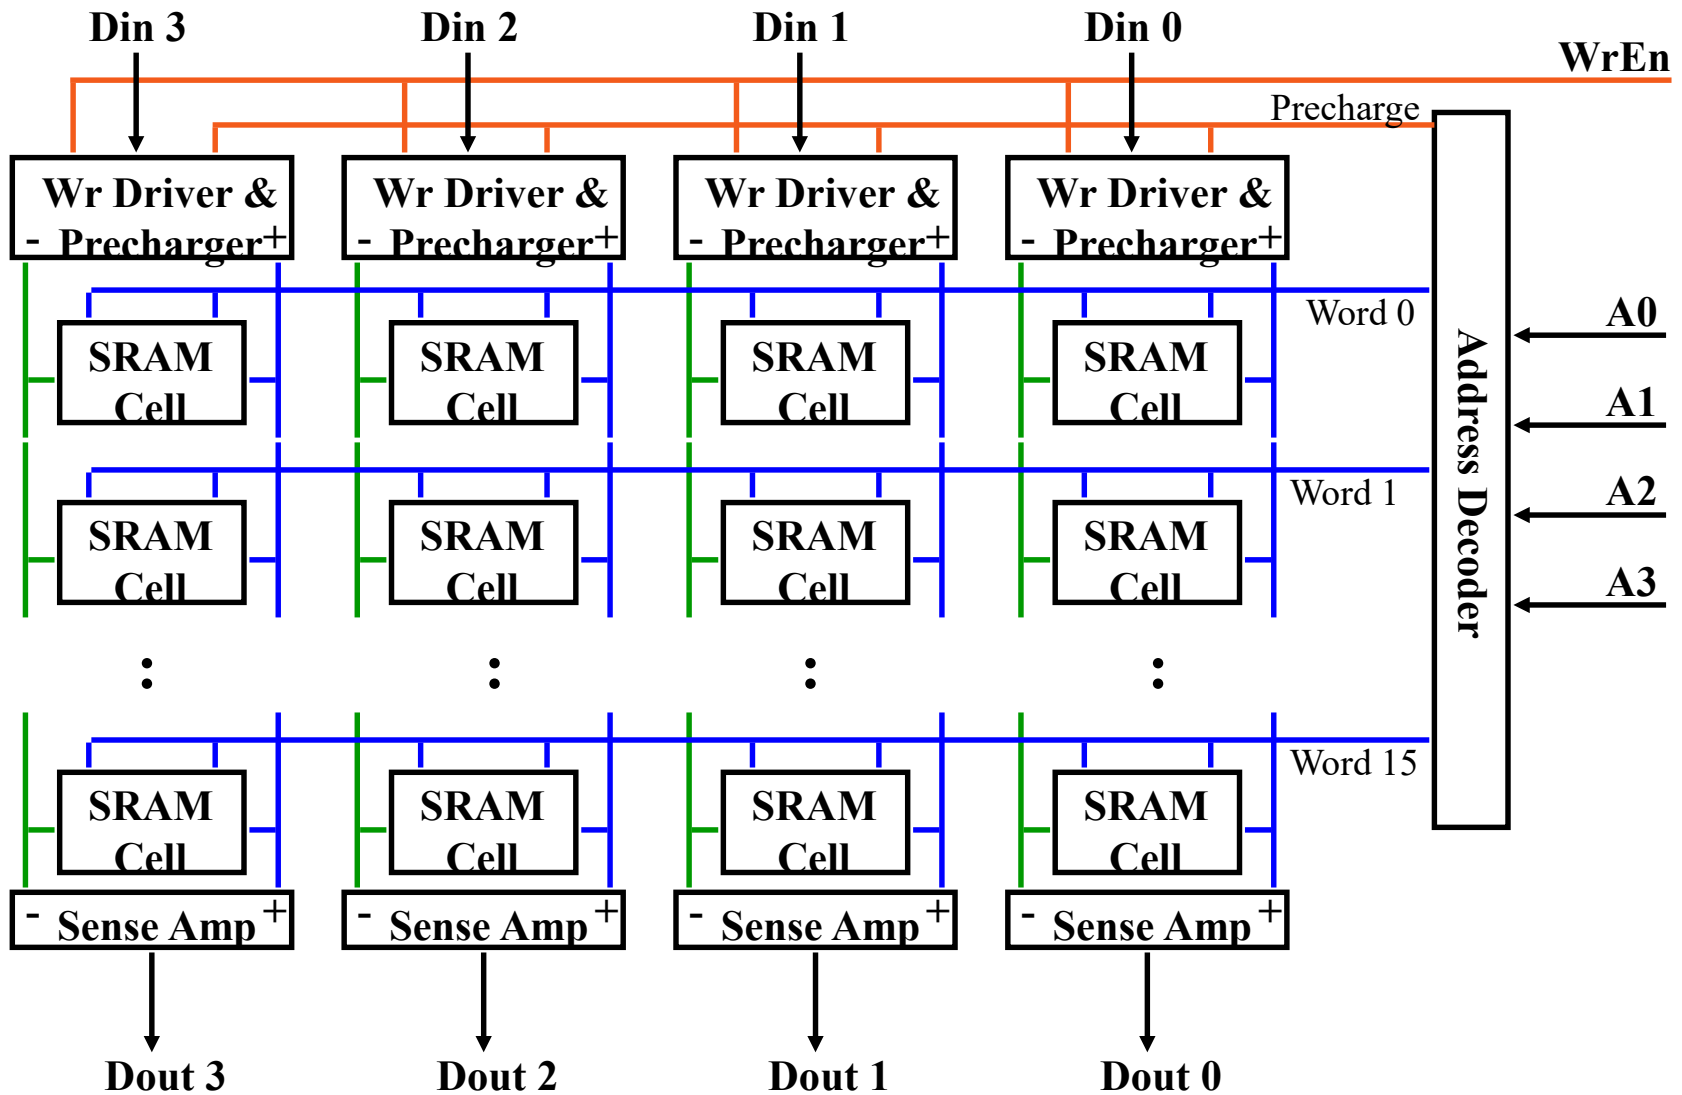 Din 3
Din 2
Din 1
Din 0
WrEn
Precharge
Wr Driver &
- Precharger +
Wr Driver &
- Precharger +
Wr Driver &
- Precharger +
Wr Driver &
- Precharger +
Word 0
SRAM
Cell
SRAM
Cell
SRAM
Cell
SRAM
Cell
Word 1
SRAM
Cell
SRAM
Cell
SRAM
Cell
SRAM
Cell
:
:
:
:
Word 15
SRAM
Cell
SRAM
Cell
SRAM
Cell
SRAM
Cell
- Sense Amp +
- Sense Amp +
- Sense Amp +
- Sense Amp +
Dout 3
Dout 2
Dout 1
Dout 0
Address Decoder
A0
A1
A2
A3